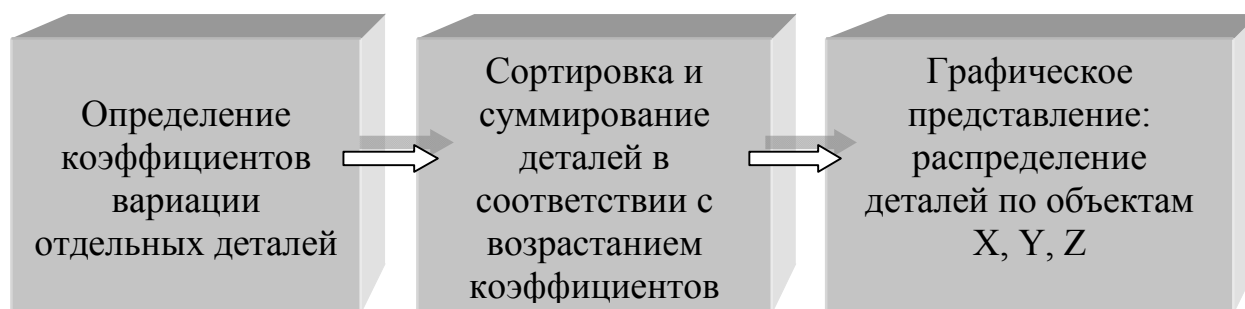 Определение
коэффициентов
вариации
отдельных деталей
Сортировка и
суммирование
деталей в
соответствии с
возрастанием
коэффициентов
Графическое
представление:
распределение
деталей по объектам
X, Y, Z